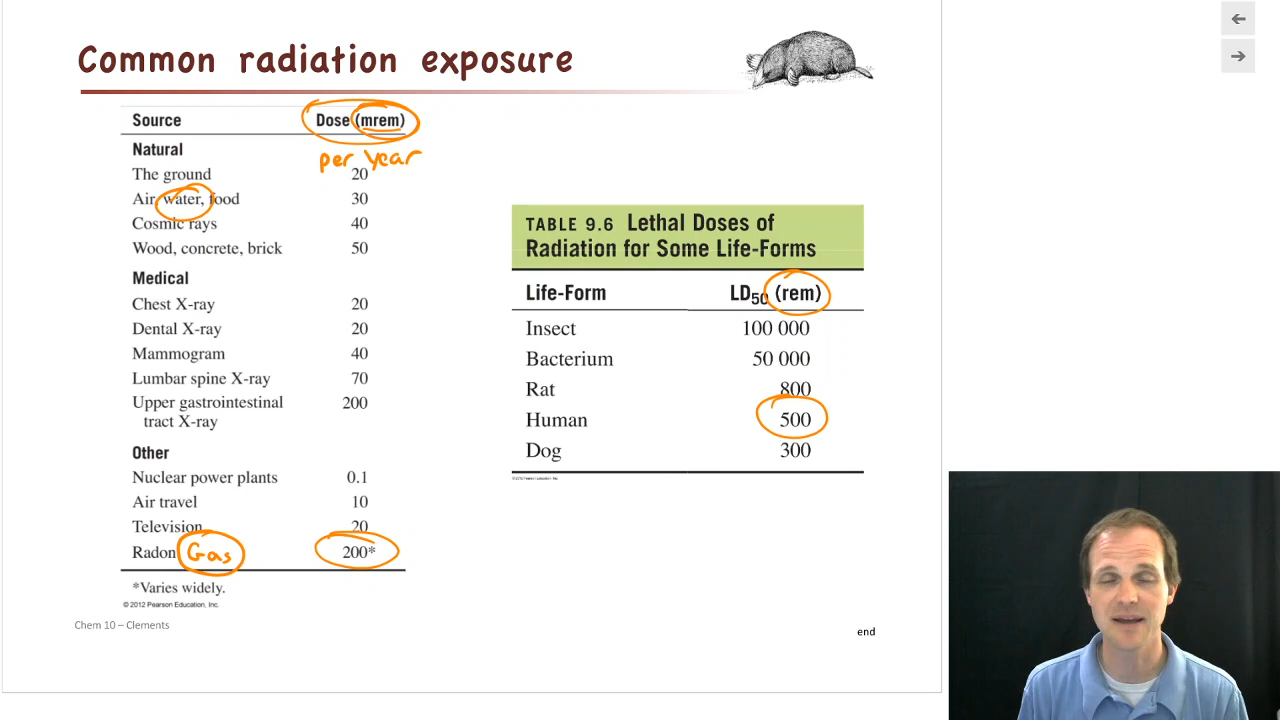 Common radiation exposure
Source Dose (mrem)
per year
Natural
The ground 20
Air, water, food 30
Cosmic rays 40
Wood, concrete, brick 50
Medical
Chest X-ray 20
Dental X-ray 20
Mammogram 40
Lumbar spine X-ray 70
Upper gastrointestinal 200
tract X-ray
Other
Nuclear power plants 0.1
Air travel 10
Television 20
Radon Gas 200*
*Varies widely.
© 2012 Pearson Education, Inc.
Chem 10 – Clements
TABLE 9.6 Lethal Doses of
Radiation for Some Life-Forms
Life-Form LD50 (rem)
Insect 100 000
Bacterium 50 000
Rat 800
Human 500
Dog 300
© 2012 Pearson Education, Inc.
end